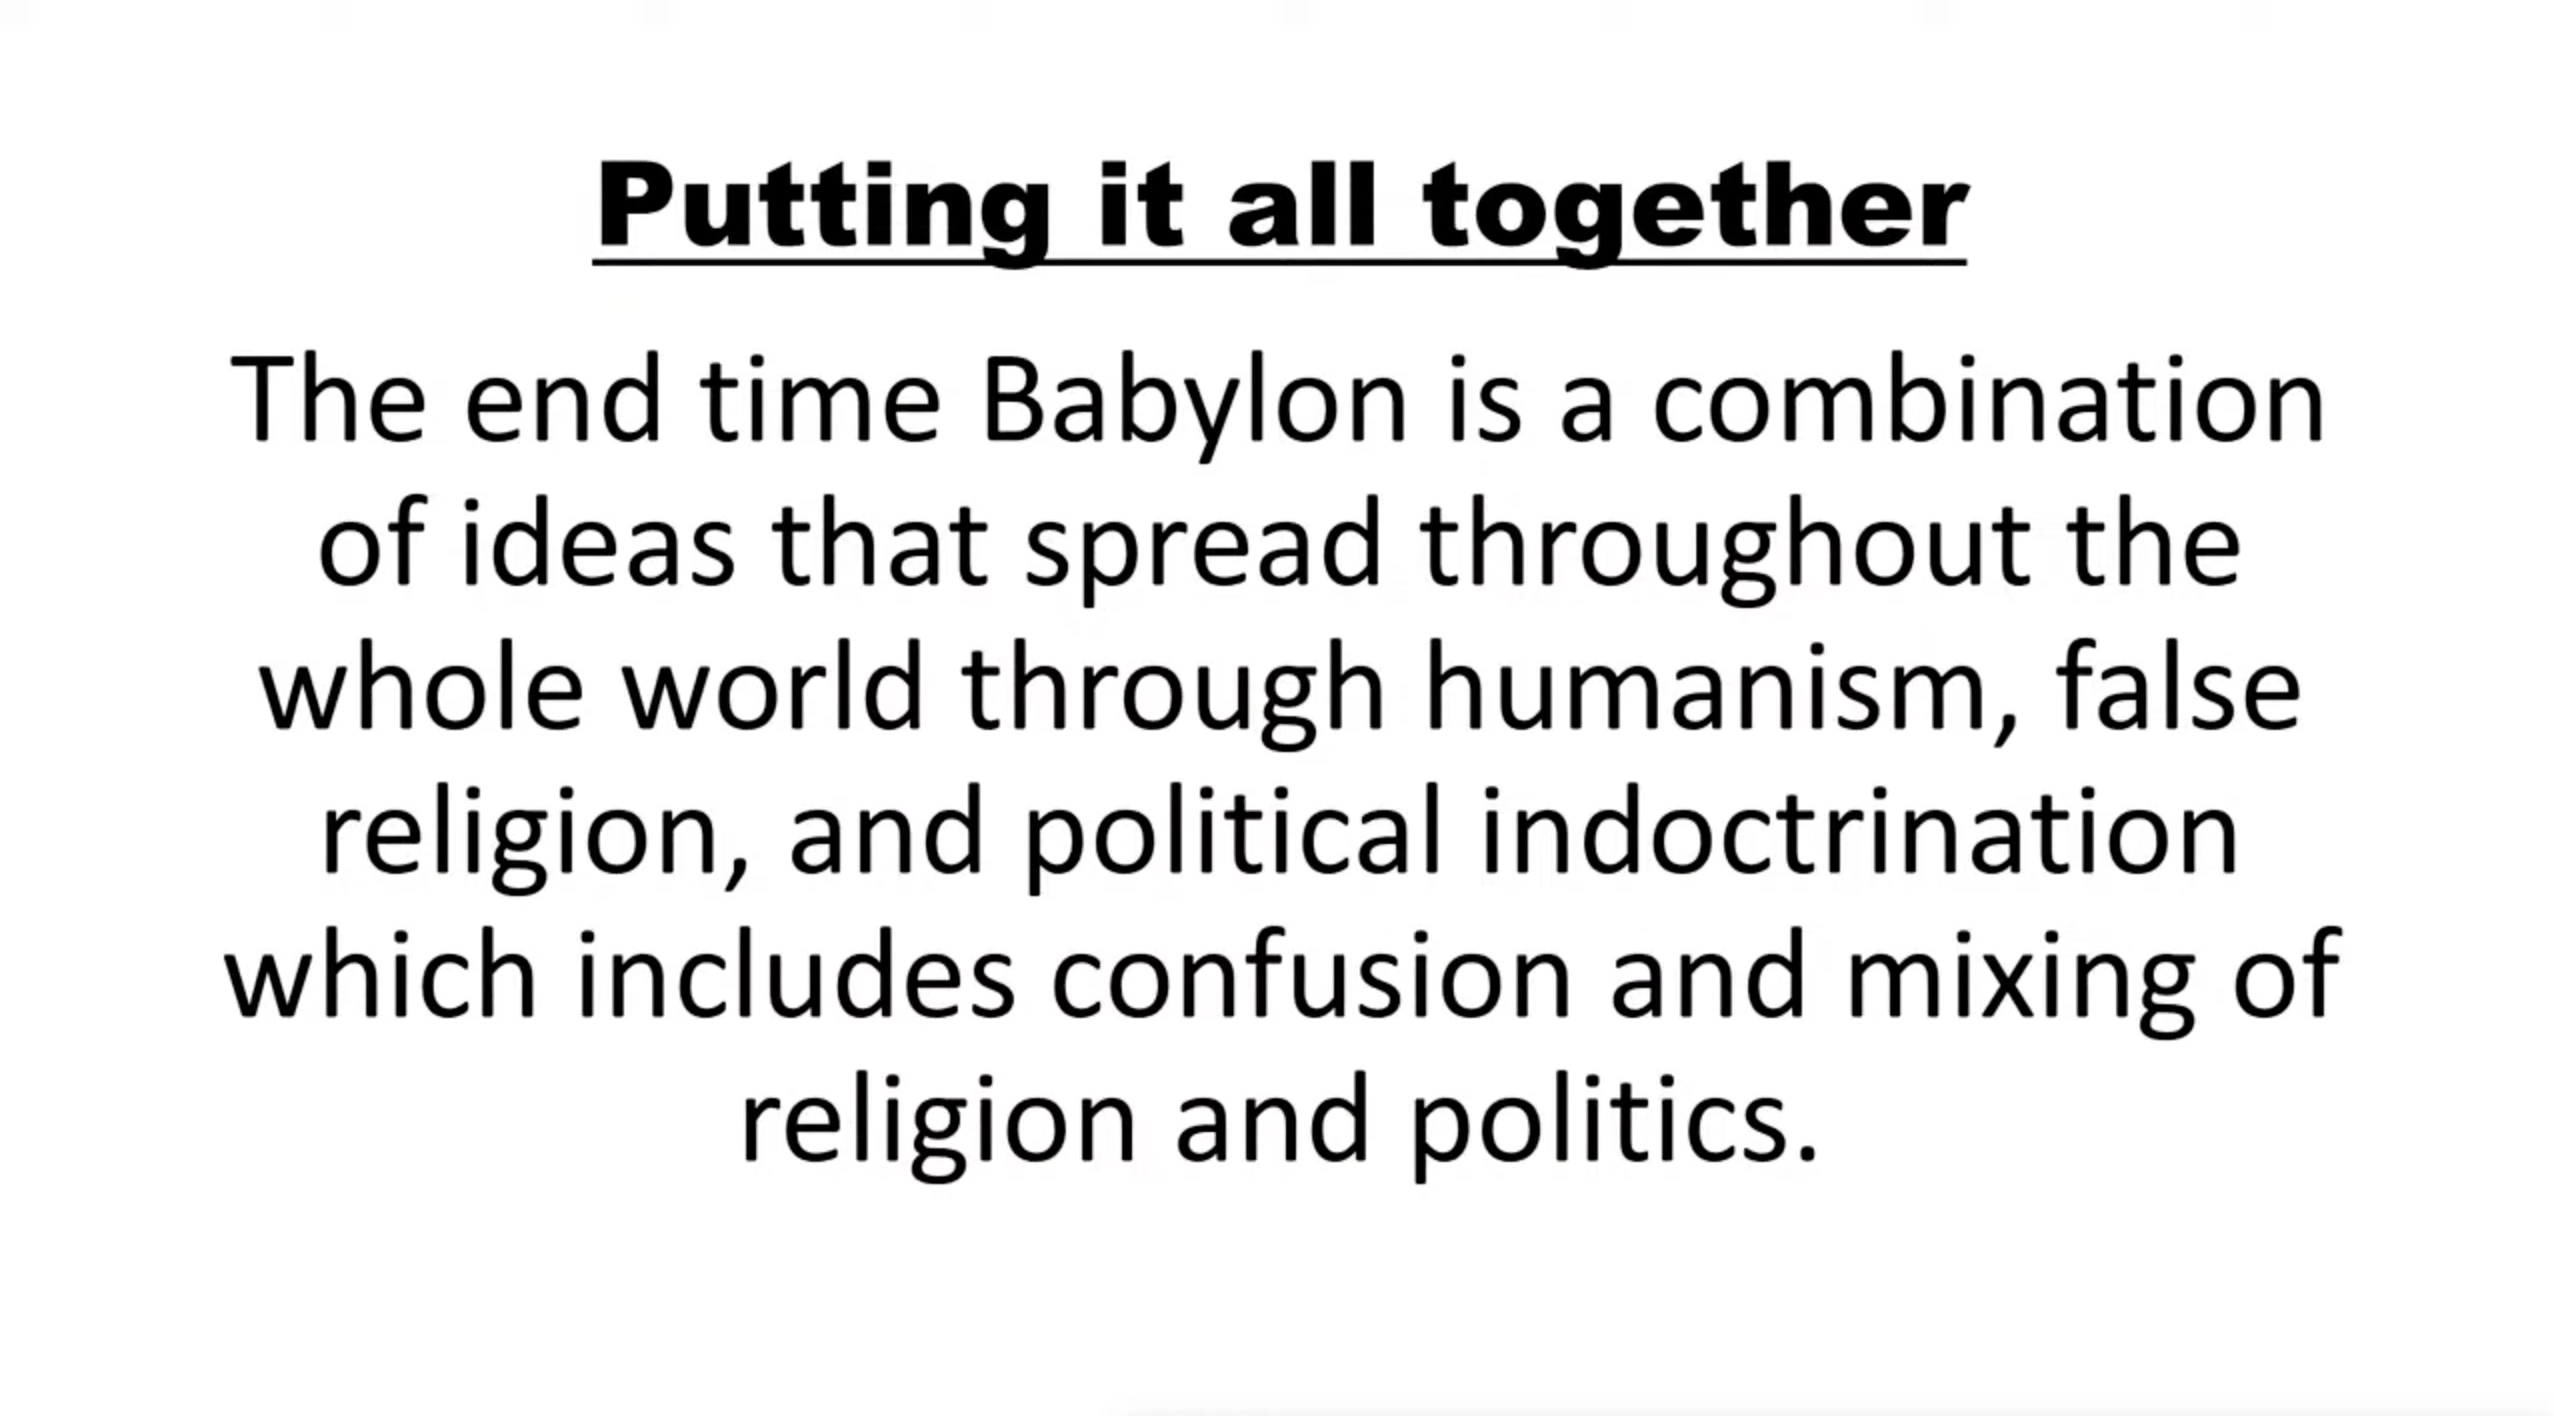 Putting it all together
The end time Babylon is a combination
of ideas that spread throughout the
whole world through humanism, false
religion, and political indoctrination
which includes confusion and mixing of
religion and politics.